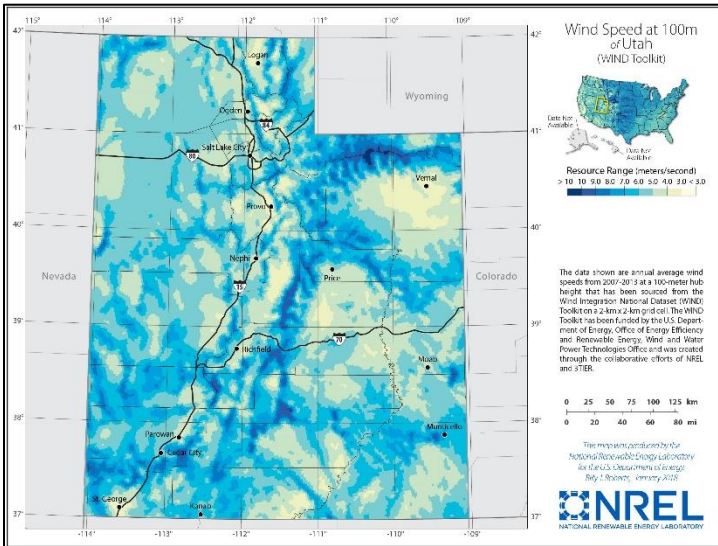 115°
-114°
-113°
-112°
-111°
-110°
-109°
42°
42°
Logan
Wyoming
Ogden
84
41°
41°
Salt Lake City
80
Vernal
Provo
40°
40°
Nephi
Nevada
Price
Colorado
15
39°
39°
Richfield
70
Moab
38°
38°
Monticello
Parowan
Cedar City
St. George
Kanab
37°
37°
-114°
-113°
-112°
-111°
-110°
-109°
Wind Speed at 100m
of Utah
(WIND Toolkit)
Data Not
Available
Data Not
Available
Resource Range (meters/second)
> 10 10 9.0 8.0 7.0 6.0 5.0 4.0 3.0 < 3.0
The data shown are annual average wind
speeds from 2007-2013 at a 100-meter hub
height that has been sourced from the
Wind Integration National Dataset (WIND)
Toolkit on a 2-km x 2-km grid cell. The WIND
Toolkit has been funded by the U.S. Depart-
ment of Energy, Office of Energy Efficiency
and Renewable Energy, Wind and Water
Power Technologies Office and was created
through the collaborative efforts of NREL
and 3TIER.
0 25 50 75 100 125 km
0 20 40 60 80 mi
This map was produced by the
National Renewable Energy Laboratory
for the U.S. Department of Energy.
Billy J. Roberts, January 2018
NREL
NATIONAL RENEWABLE ENERGY LABORATORY